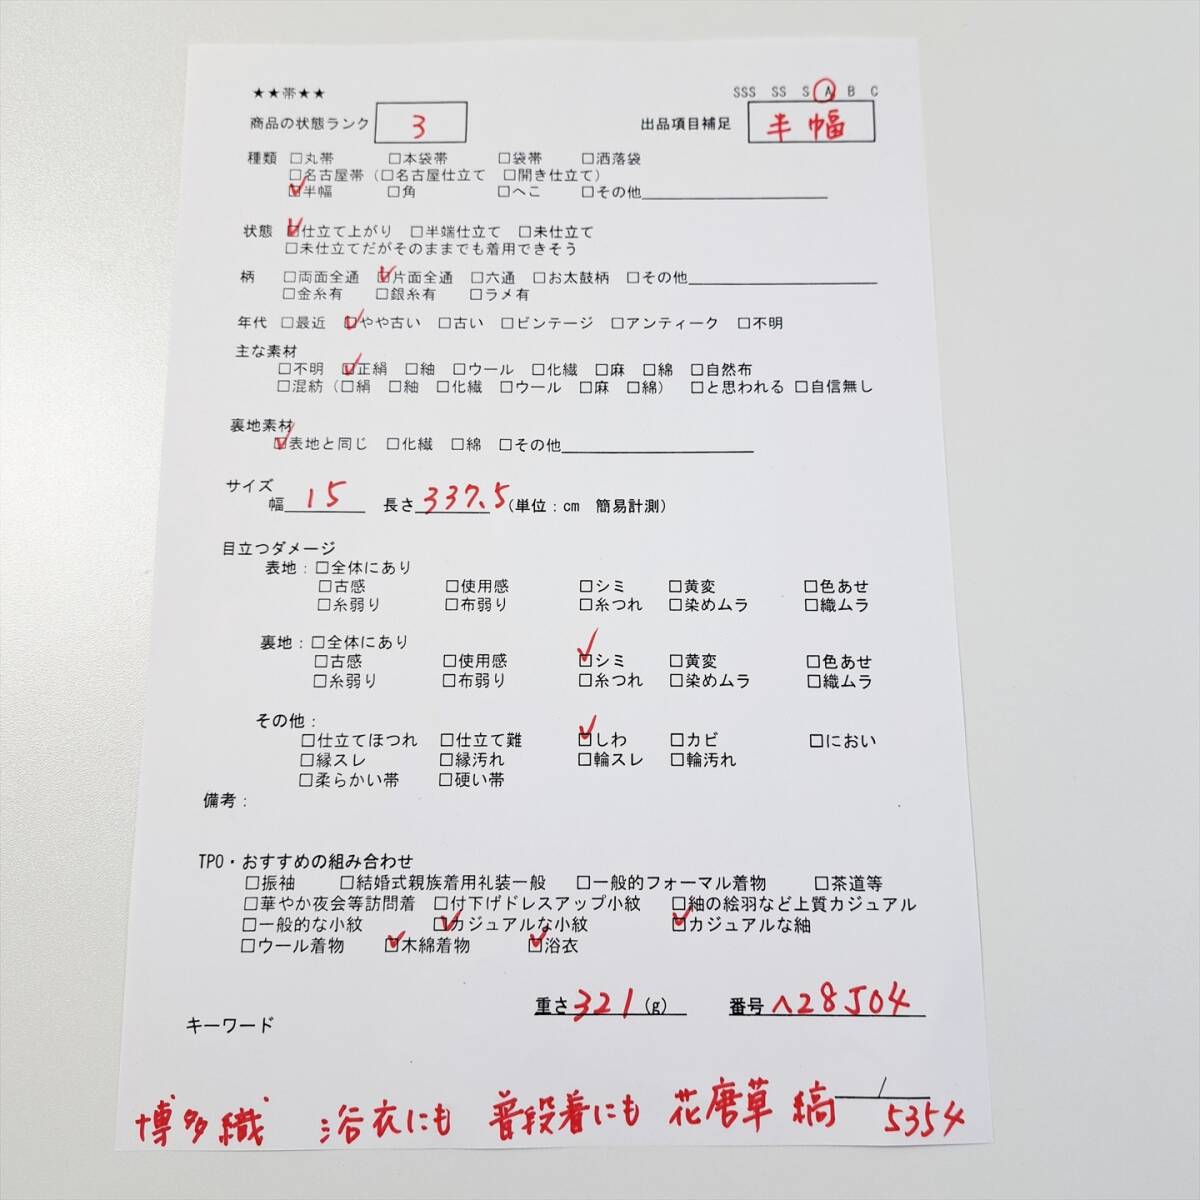 ★★帯★★ SSS SS S A B C
商品の状態ランク 3 出品項目補足 半幅
種類 □丸帯 □本袋帯 □袋帯 □洒落袋
□名古屋帯(□名古屋仕立て □開き仕立て)
☑半幅 □角 □へこ □その他
状態 ☑仕立て上がり □半端仕立て □未仕立て
□未仕立てだがそのままでも着用できそう
柄 □両面全通 ☑片面全通 □六通 □お太鼓柄 □その他
□金糸有 □銀糸有 □ラメ有
年代 □最近 ☑やや古い □古い □ビンテージ □アンティーク □不明
主な素材
□不明 ☑正絹 □紬 □ウール □化繊 □麻 □綿 □自然布
□混紡(□絹 □紬 □化繊 □ウール □麻 □綿) □と思われる □自信無し
裏地素材
☑表地と同じ □化繊 □綿 □その他
サイズ
幅 15 長さ 337.5 (単位:cm 簡易計測)
目立つダメージ
表地:□全体にあり
□古感 □使用感 □シミ □黄変 □色あせ
□糸弱り □布弱り □糸つれ □染めムラ □織ムラ
裏地:□全体にあり
□古感 □使用感 ☑シミ □黄変 □色あせ
□糸弱り □布弱り □糸つれ □染めムラ □織ムラ
その他:
□仕立てほつれ □仕立て難 ☑しわ □カビ □におい
□縁スレ □縁汚れ □輪スレ □輪汚れ
□柔らかい帯 □硬い帯
備考:
TPO・おすすめの組み合わせ
□振袖 □結婚式親族着用礼装一般 □一般的フォーマル着物 □茶道等
□華やか夜会等訪問着 □付下げドレスアップ小紋 □紬の絵羽など上質カジュアル
□一般的な小紋 ☑カジュアルな小紋 ☑カジュアルな紬
□ウール着物 ☑木綿着物 ☑浴衣
重さ 321 (g) 番号 ^28J04
キーワード
/
博多織 浴衣にも 普段着にも 花唐草 縞 5354